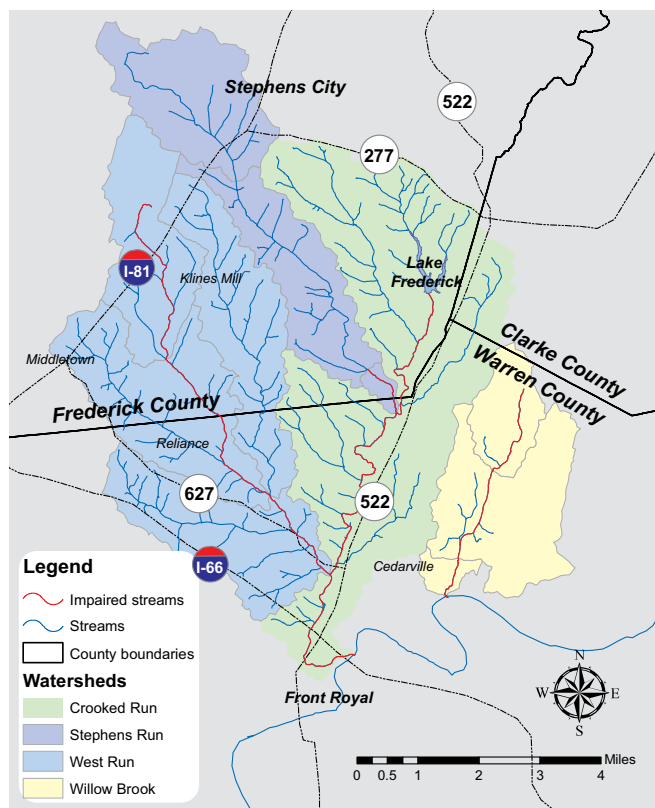 Stephens City
522
277
Lake
Frederick
I-81
Klines Mill
Middletown
Clarke County
Warren County
Frederick County
Reliance
627
522
I-66
Cedarville
Front Royal
Legend
Impaired streams
Streams
County boundaries
Watersheds
Crooked Run
Stephens Run
West Run
Willow Brook
N
W
E
S
Miles
0 0.5 1 2 3 4